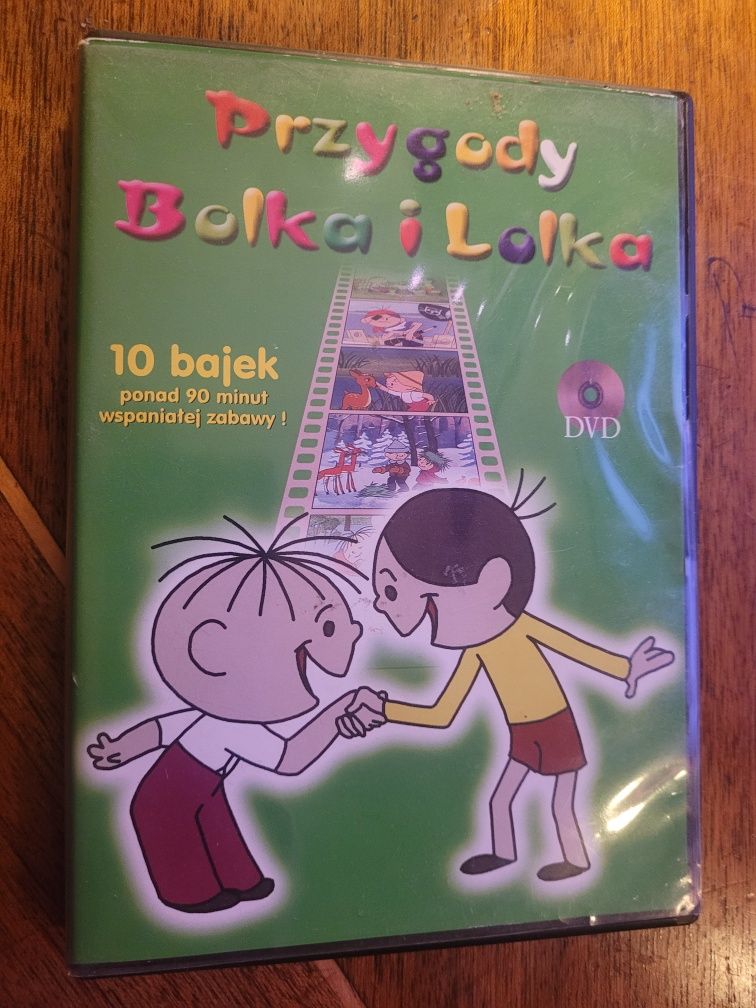 Przygody
Bolka i Lolka
10 bajek
ponad 90 minut
wspaniałej zabawy !
DVD